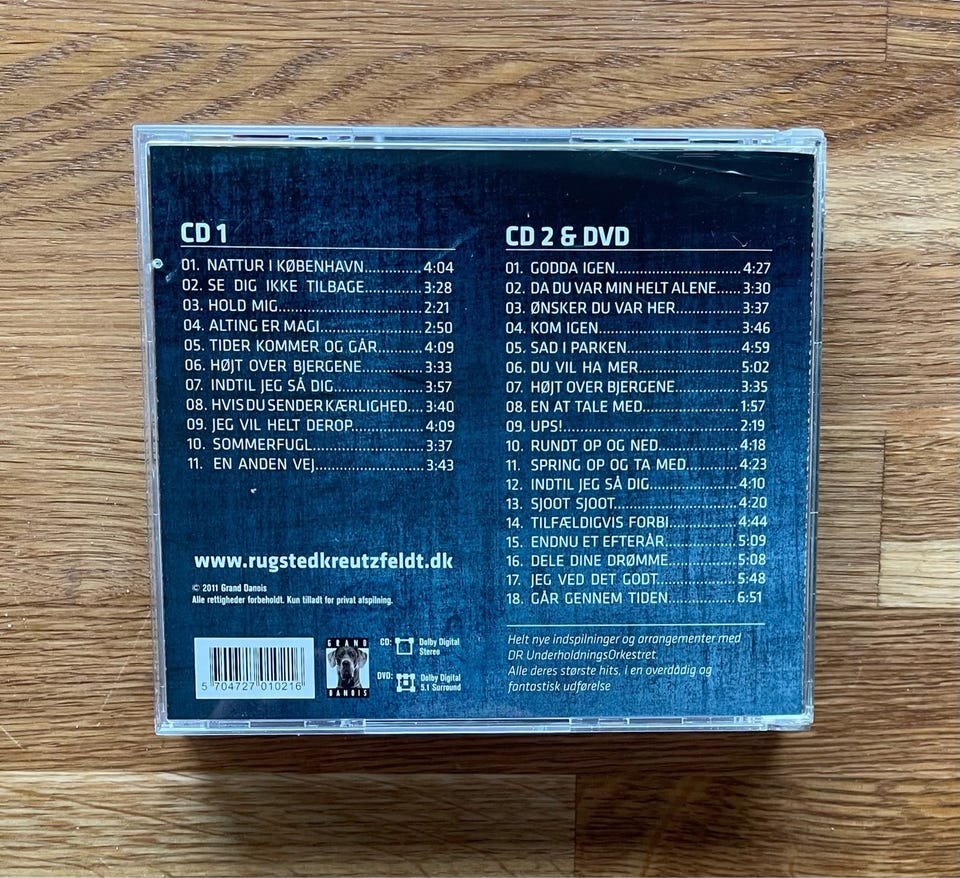 CD 1
01. NATTUR I KØBENHAVN..............4:04
02. SE DIG IKKE TILBAGE..............3:28
03. HOLD MIG..............2:21
04. ALTING ER MAGI..............2:50
05. TIDER KOMMER OG GÅR..............4:09
06. HØJT OVER BJERGENE..............3:33
07. INDTIL JEG SÅ DIG..............3:57
08. HVIS DU SENDER KÆRLIGHED....3:40
09. JEG VIL HELT DEROP..............4:09
10. SOMMERFUGL..............3:37
11. EN ANDEN VEJ..............3:43
www.rugstedkreutzfeldt.dk
© 2011 Grand Danois
Alle rettigheder forbeholdt. Kun tilladt for privat afspilning.
5 704727 010216
GRAND
DANOIS
CD: Dolby Digital
Stereo
DVD: Dolby Digital
5.1 Surround
CD 2 & DVD
01. GODDA IGEN..............4:27
02. DA DU VAR MIN HELT ALENE......3:30
03. ØNSKER DU VAR HER..............3:37
04. KOM IGEN..............3:46
05. SAD I PARKEN..............4:59
06. DU VIL HA MER..............5:02
07. HØJT OVER BJERGENE..............3:35
08. EN AT TALE MED..............1:57
09. UPS!..............2:19
10. RUNDT OP OG NED..............4:18
11. SPRING OP OG TA MED..............4:23
12. INDTIL JEG SÅ DIG..............4:10
13. SJOOT SJOOT..............4:20
14. TILFÆLDIGVIS FORBI..............4:44
15. ENDNU ET EFTERÅR..............5:09
16. DELE DINE DRØMME..............5:08
17. JEG VED DET GODT..............5:48
18. GÅR GENNEM TIDEN..............6:51
Helt nye indspilninger og arrangementer med
DR UnderholdningsOrkestret.
Alle deres største hits, i en overdådig og
fantastisk udførelse